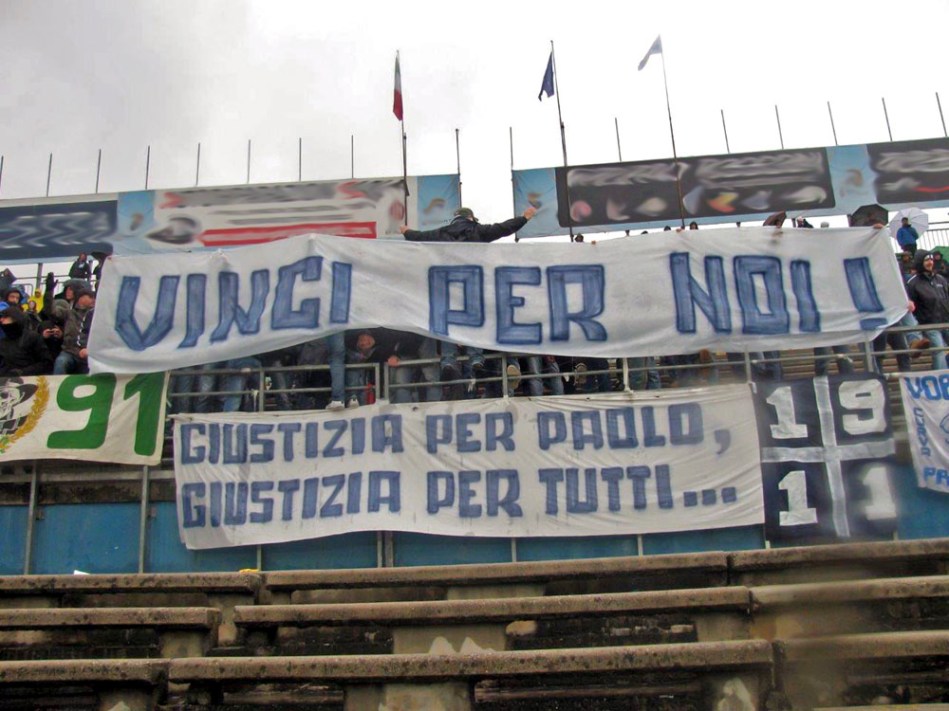 VINCI PER NOI!
91
GIUSTIZIA PER PAOLO,
GIUSTIZIA PER TUTTI...
19
11